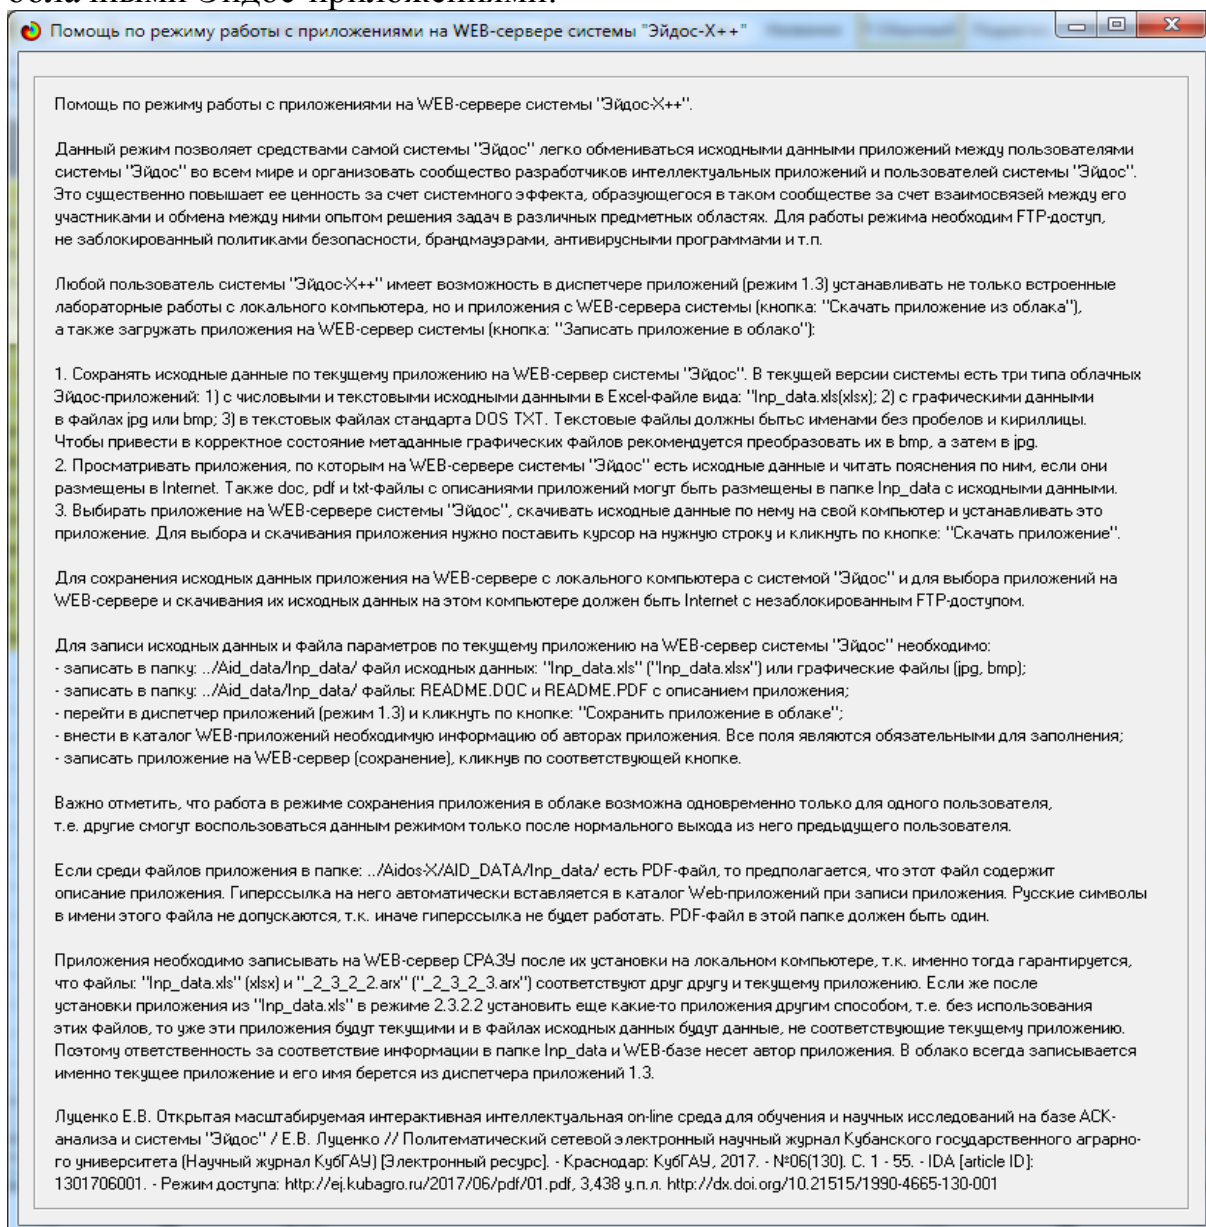 облачными Эйдос-приложениями.
Помощь по режиму работы с приложениями на WEB-сервере системы "Эйдос-X++"
Помощь по режиму работы с приложениями на WEB-сервере системы "Эйдос-X++".
Данный режим позволяет средствами самой системы "Эйдос" легко обмениваться исходными данными приложений между пользователями
системы "Эйдос" во всем мире и организовать сообщество разработчиков интеллектуальных приложений и пользователей системы "Эйдос".
Это существенно повышает ее ценность за счет системного эффекта, образующегося в таком сообществе за счет взаимосвязей между его
участниками и обмена между ними опытом решения задач в различных предметных областях. Для работы режима необходим FTP-доступ,
не заблокированный политиками безопасности, брандмауэрами, антивирусными программами и т.п.
Любой пользователь системы "Эйдос-X++" имеет возможность в диспетчере приложений (режим 1.3) устанавливать не только встроенные
лабораторные работы с локального компьютера, но и приложения с WEB-сервера системы (кнопка: "Скачать приложение из облака"),
а также загружать приложения на WEB-сервер системы (кнопка: "Записать приложение в облако"):
1. Сохранять исходные данные по текущему приложению на WEB-сервер системы "Эйдос". В текущей версии системы есть три типа облачных
Эйдос-приложений: 1) с числовыми и текстовыми исходными данными в Excel-файле вида: "Inp_data.xls(xlsx); 2) с графическими данными
в файлах jpg или bmp; 3) в текстовых файлах стандарта DOS TXT. Текстовые файлы должны бытьс именами без пробелов и кириллицы.
Чтобы привести в корректное состояние метаданные графических файлов рекомендуется преобразовать их в bmp, а затем в jpg.
2. Просматривать приложения, по которым на WEB-сервере системы "Эйдос" есть исходные данные и читать пояснения по ним, если они
размещены в Internet. Также doc, pdf и txt-файлы с описаниями приложений могут быть размещены в папке Inp_data с исходными данными.
3. Выбирать приложение на WEB-сервере системы "Эйдос", скачивать исходные данные по нему на свой компьютер и устанавливать это
приложение. Для выбора и скачивания приложения нужно поставить курсор на нужную строку и кликнуть по кнопке: "Скачать приложение".
Для сохранения исходных данных приложения на WEB-сервере с локального компьютера с системой "Эйдос" и для выбора приложений на
WEB-сервере и скачивания их исходных данных на этом компьютере должен быть Internet с незаблокированным FTP-доступом.
Для записи исходных данных и файла параметров по текущему приложению на WEB-сервер системы "Эйдос" необходимо:
- записать в папку: ../Aid_data/Inp_data/ файл исходных данных: "Inp_data.xls" ("Inp_data.xlsx") или графические файлы (jpg, bmp);
- записать в папку: ../Aid_data/Inp_data/ файлы: README.DOC и README.PDF с описанием приложения;
- перейти в диспетчер приложений (режим 1.3) и кликнуть по кнопке: "Сохранить приложение в облаке";
- внести в каталог WEB-приложений необходимую информацию об авторах приложения. Все поля являются обязательными для заполнения;
- записать приложение на WEB-сервер (сохранение), кликнув по соответствующей кнопке.
Важно отметить, что работа в режиме сохранения приложения в облаке возможна одновременно только для одного пользователя,
т.е. другие смогут воспользоваться данным режимом только после нормального выхода из него предыдущего пользователя.
Если среди файлов приложения в папке: ../Aidos-X/AID_DATA/Inp_data/ есть PDF-файл, то предполагается, что этот файл содержит
описание приложения. Гиперссылка на него автоматически вставляется в каталог Web-приложений при записи приложения. Русские символы
в имени этого файла не допускаются, т.к. иначе гиперссылка не будет работать. PDF-файл в этой папке должен быть один.
Приложения необходимо записывать на WEB-сервер СРАЗУ после их установки на локальном компьютере, т.к. именно тогда гарантируется,
что файлы: "Inp_data.xls" (xlsx) и "_2_3_2_2.arx" ("_2_3_2_3.arx") соответствуют друг другу и текущему приложению. Если же после
установки приложения из "Inp_data.xls" в режиме 2.3.2.2 установить еще какие-то приложения другим способом, т.е. без использования
этих файлов, то уже эти приложения будут текущими и в файлах исходных данных будут данные, не соответствующие текущему приложению.
Поэтому ответственность за соответствие информации в папке Inp_data и WEB-базе несет автор приложения. В облако всегда записывается
именно текущее приложение и его имя берется из диспетчера приложений 1.3.
Луценко Е.В. Открытая масштабируемая интерактивная интеллектуальная on-line среда для обучения и научных исследований на базе АСК-
анализа и системы "Эйдос" / Е.В. Луценко // Политематический сетевой электронный научный журнал Кубанского государственного аграрно-
го университета (Научный журнал КубГАУ) [Электронный ресурс]. - Краснодар: КубГАУ, 2017. - №06(130). С. 1 - 55. - IDA [article ID]:
1301706001. - Режим доступа: http://ej.kubagro.ru/2017/06/pdf/01.pdf, 3,438 у.п.л. http://dx.doi.org/10.21515/1990-4665-130-001